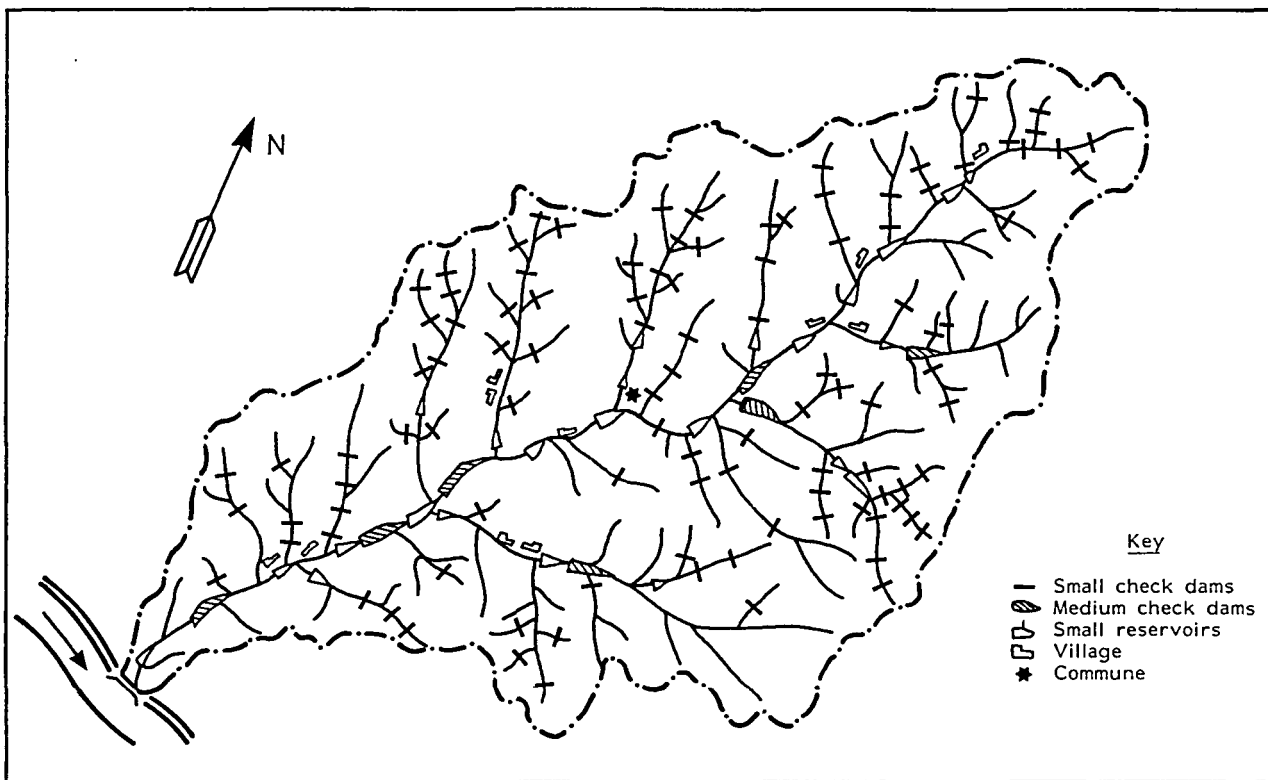 N
Key
Small check dams
Medium check dams
Small reservoirs
Village
Commune